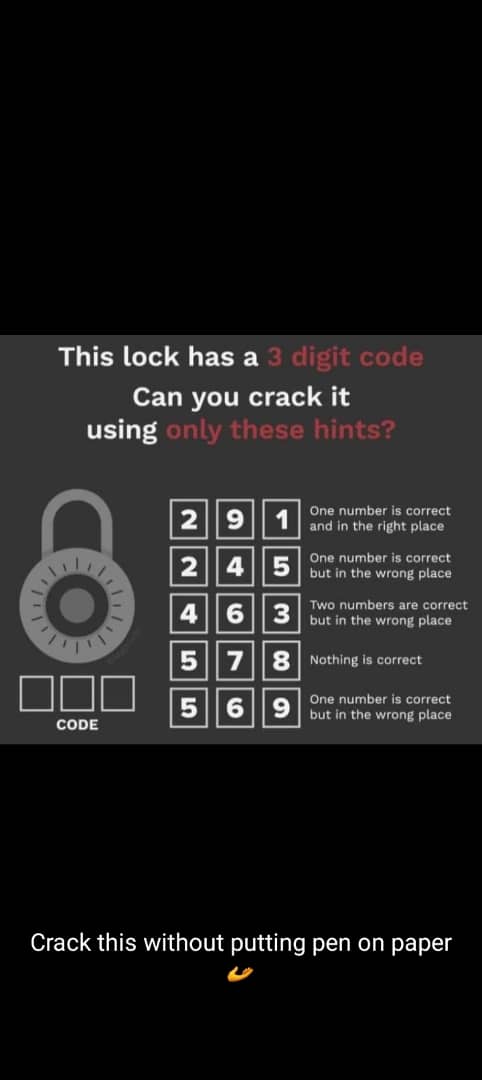 This lock has a 3 digit code
Can you crack it
using only these hints?
2 9 1 One number is correct
and in the right place
2 4 5 One number is correct
but in the wrong place
4 6 3 Two numbers are correct
but in the wrong place
5 7 8 Nothing is correct
5 6 9 One number is correct
but in the wrong place
CODE
Crack this without putting pen on paper
🫴